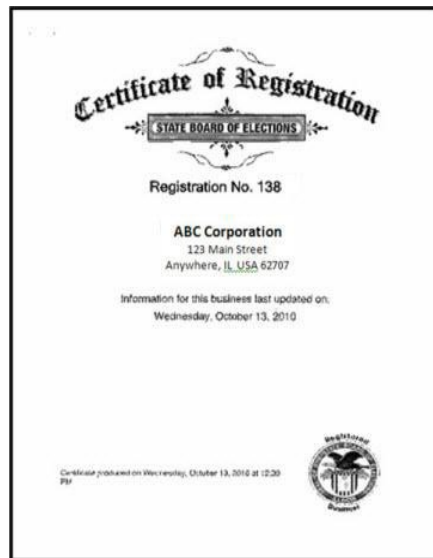 Certificate of Registration
STATE BOARD OF ELECTIONS
Registration No. 138
ABC Corporation
123 Main Street
Anywhere, IL USA 62707
Information for this business last updated on:
Wednesday, October 13, 2010
Registered
Certificate produced on Wednesday, October 13, 2010 at 12:30
PM
Business